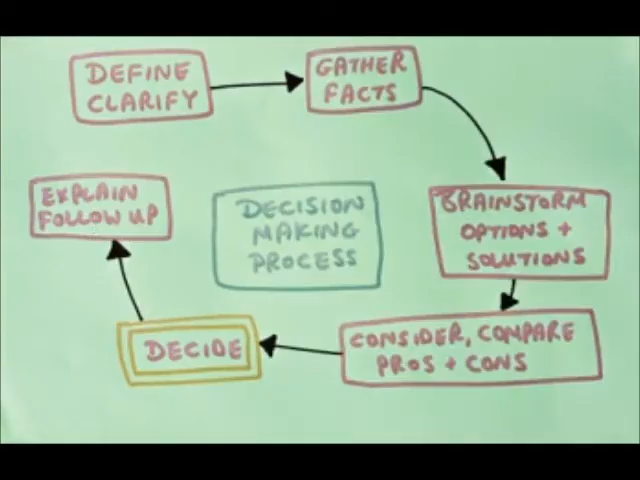 DEFINE
CLARIFY
GATHER
FACTS
BRAINSTORM
OPTIONS +
SOLUTIONS
CONSIDER, COMPARE
PROS + CONS
DECIDE
EXPLAIN
FOLLOW UP
DECISION
MAKING
PROCESS